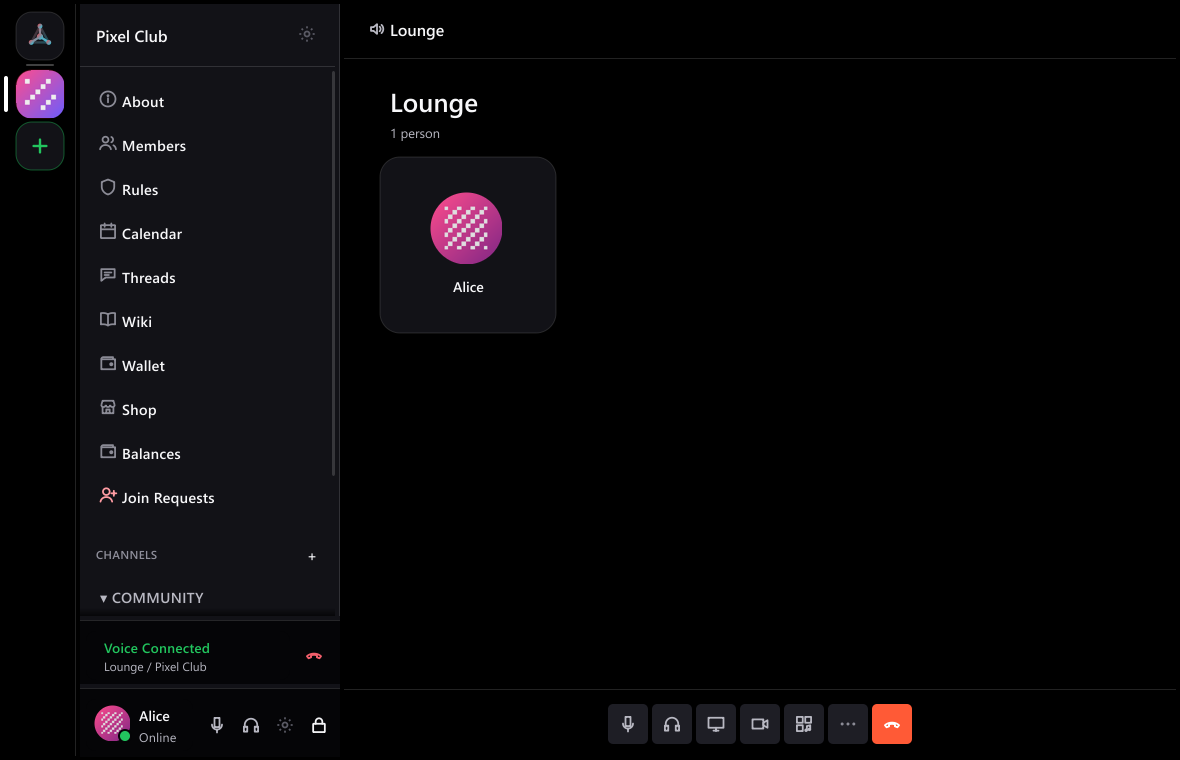 Pixel Club
About
Members
Rules
Calendar
Threads
Wiki
Wallet
Shop
Balances
Join Requests
CHANNELS
+
▾ COMMUNITY
Voice Connected
Lounge / Pixel Club
Alice
Online
Lounge
Lounge
1 person
Alice